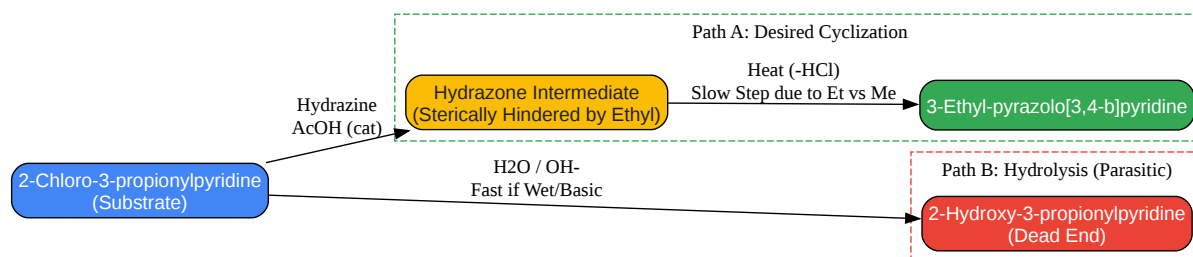 Path A: Desired Cyclization
Hydrazine
AcOH (cat)
Hydrazone Intermediate
(Sterically Hindered by Ethyl)
Heat (-HCl)
Slow Step due to Et vs Me
3-Ethyl-pyrazolo[3,4-b]pyridine
2-Chloro-3-propionylpyridine
(Substrate)
H2O / OH-
Fast if Wet/Basic
Path B: Hydrolysis (Parasitic)
2-Hydroxy-3-propionylpyridine
(Dead End)